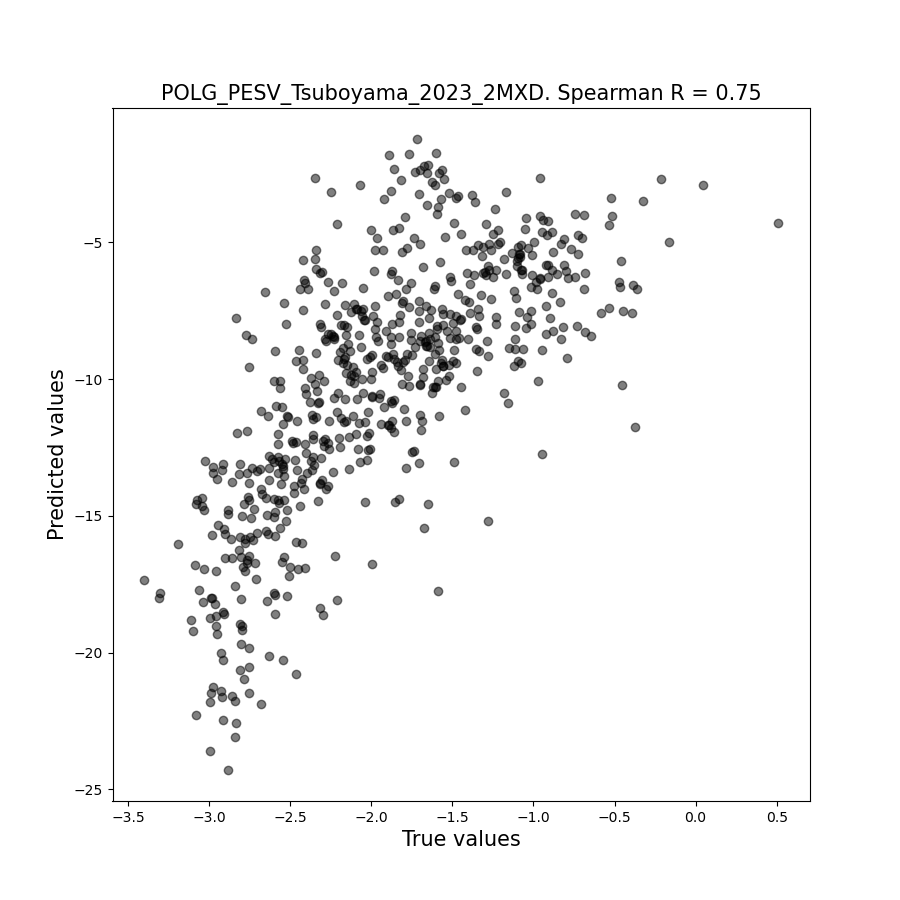 POLG_PESV_Tsuboyama_2023_2MXD. Spearman R = 0.75
Predicted values
−5
−10
−15
−20
−25
−3.5 −3.0 −2.5 −2.0 −1.5 −1.0 −0.5 0.0 0.5
True values